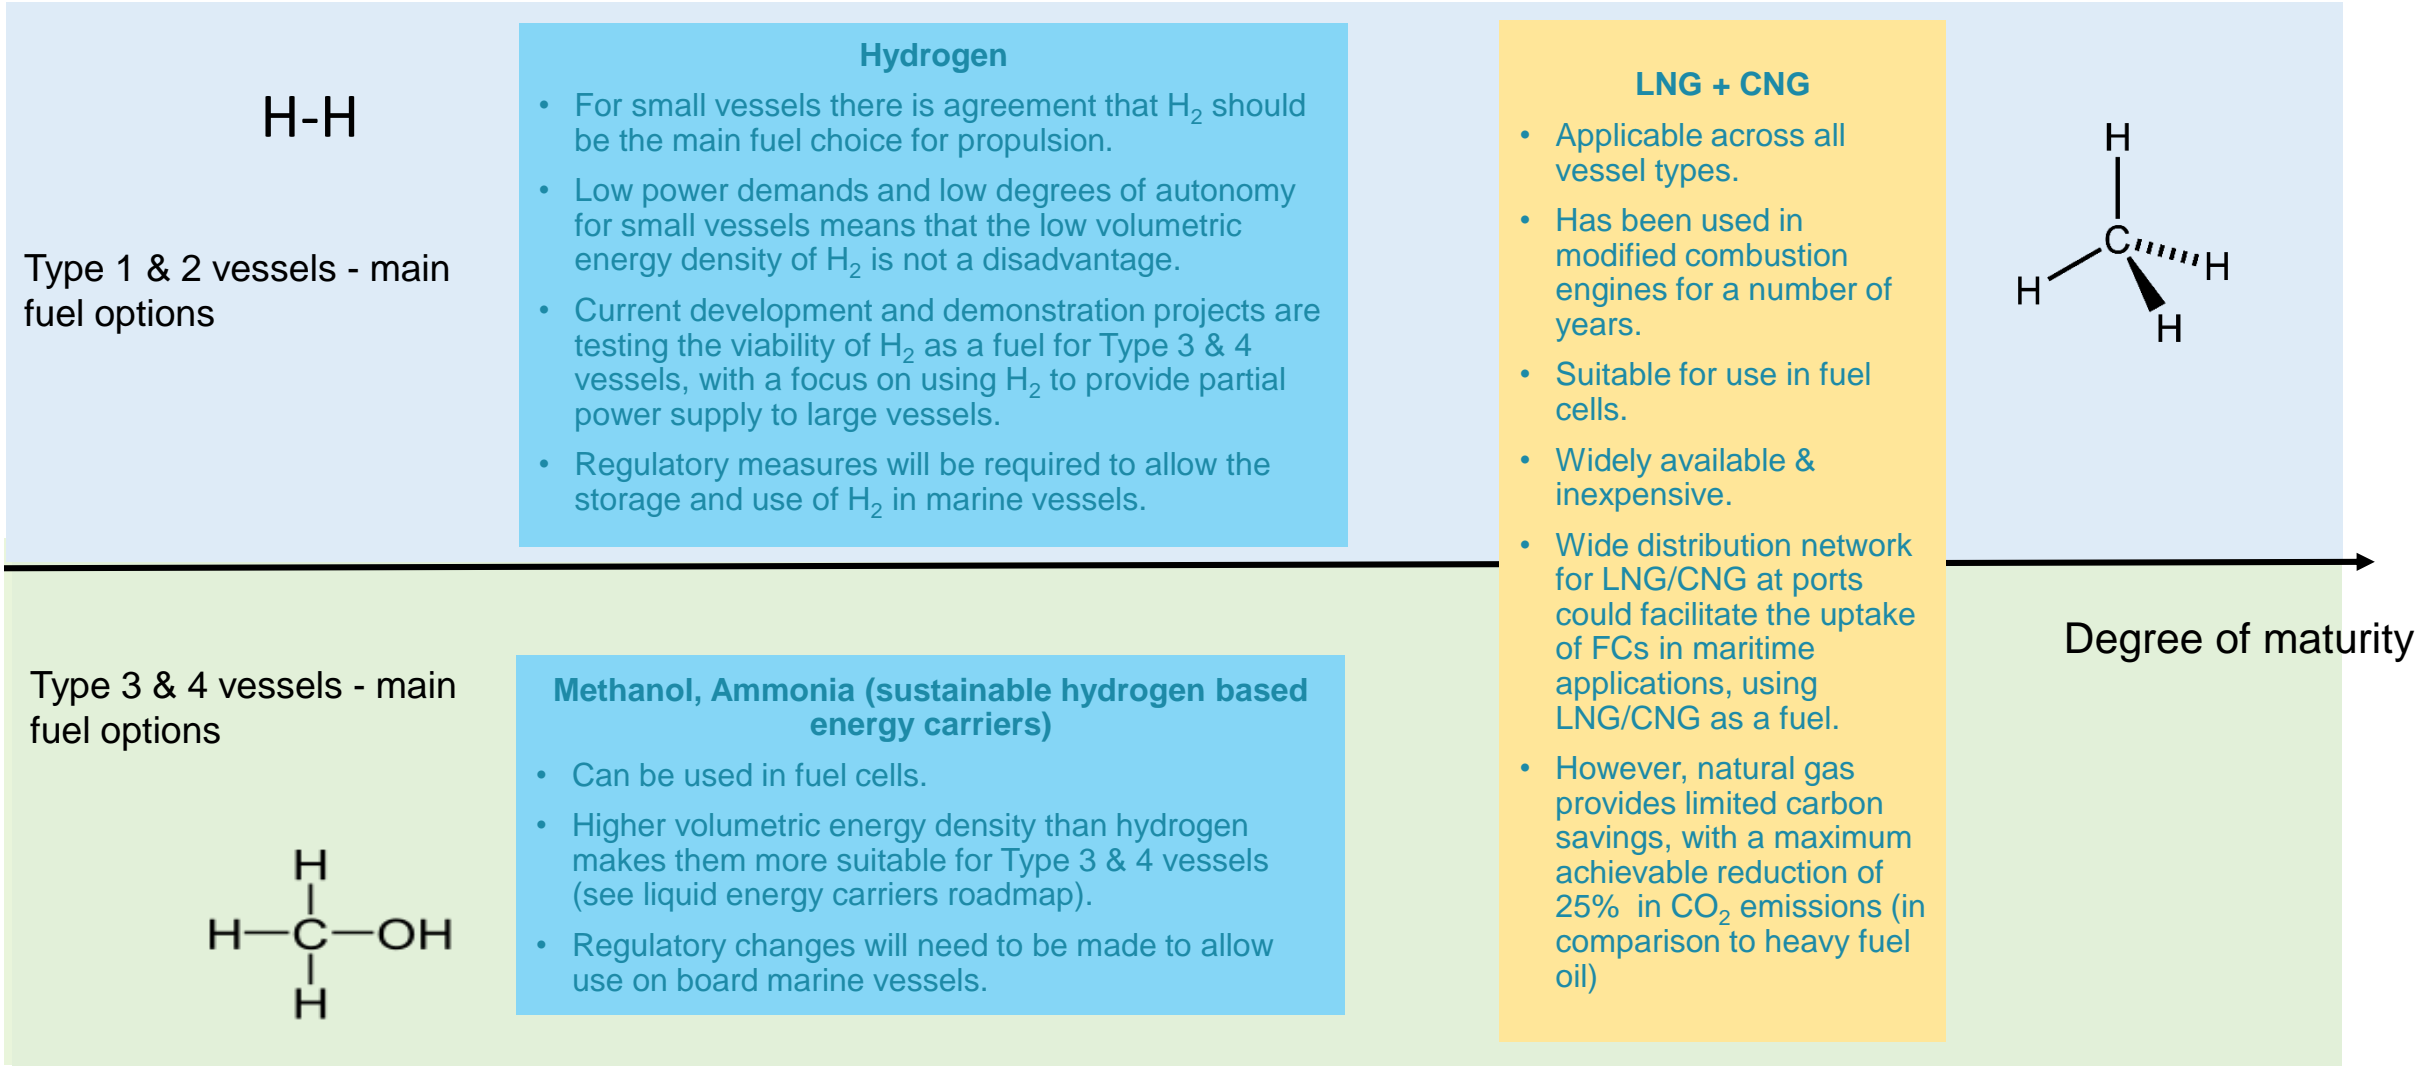 H-H
Type 1 & 2 vessels - main
fuel options
Hydrogen
• For small vessels there is agreement that H₂ should
be the main fuel choice for propulsion.
• Low power demands and low degrees of autonomy
for small vessels means that the low volumetric
energy density of H₂ is not a disadvantage.
• Current development and demonstration projects are
testing the viability of H₂ as a fuel for Type 3 & 4
vessels, with a focus on using H₂ to provide partial
power supply to large vessels.
• Regulatory measures will be required to allow the
storage and use of H₂ in marine vessels.
LNG + CNG
• Applicable across all
vessel types.
• Has been used in
modified combustion
engines for a number of
years.
• Suitable for use in fuel
cells.
• Widely available &
inexpensive.
• Wide distribution network
for LNG/CNG at ports
could facilitate the uptake
of FCs in maritime
applications, using
LNG/CNG as a fuel.
• However, natural gas
provides limited carbon
savings, with a maximum
achievable reduction of
25%  in CO₂ emissions (in
comparison to heavy fuel
oil)
H
C
H
H
H
Degree of maturity
Type 3 & 4 vessels - main
fuel options
H
H C OH
H
Methanol, Ammonia (sustainable hydrogen based
energy carriers)
• Can be used in fuel cells.
• Higher volumetric energy density than hydrogen
makes them more suitable for Type 3 & 4 vessels
(see liquid energy carriers roadmap).
• Regulatory changes will need to be made to allow
use on board marine vessels.